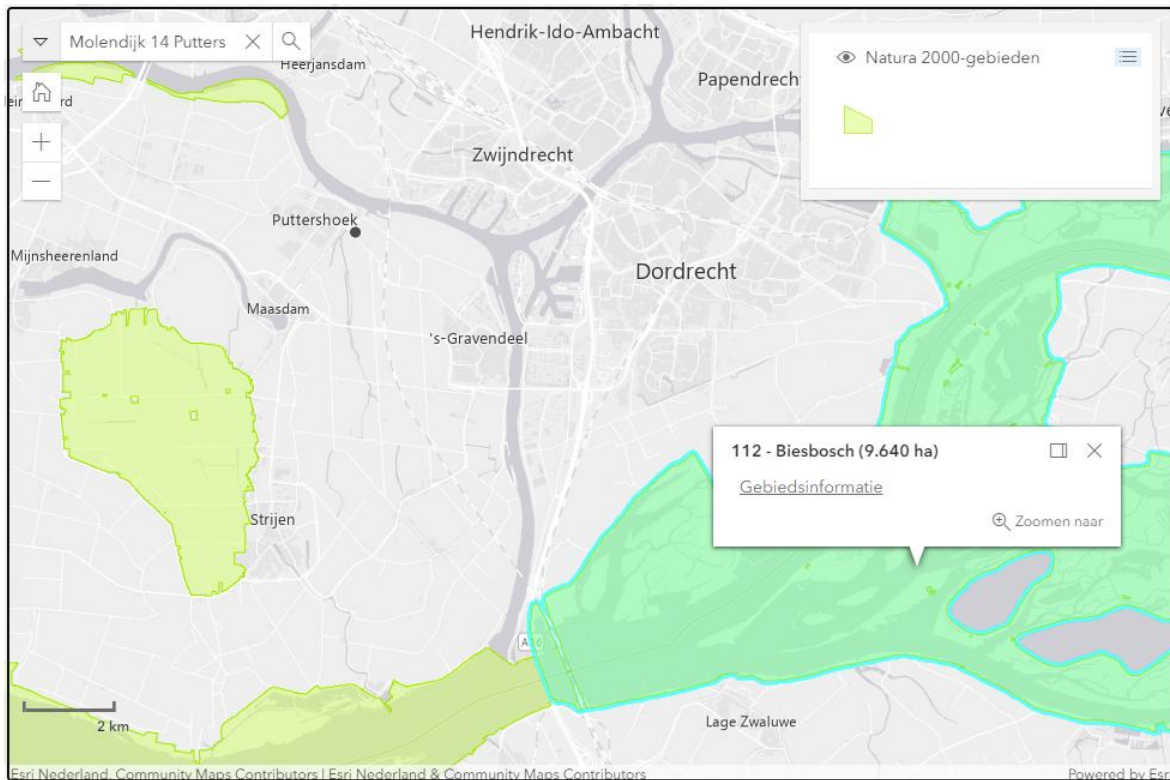 Molendijk 14 Putters
Hendrik-Ido-Ambacht
Natura 2000-gebieden
Heerjansdam
Papendrecht
Zwijndrecht
Puttershoek
Mijnsheerenland
Dordrecht
Maasdam
's-Gravendeel
112 - Biesbosch (9.640 ha)
Gebiedsinformatie
Zoomen naar
Strijen
2 km
Lage Zwaluwe
Esri Nederland, Community Maps Contributors | Esri Nederland & Community Maps Contributors
Powered by Esri